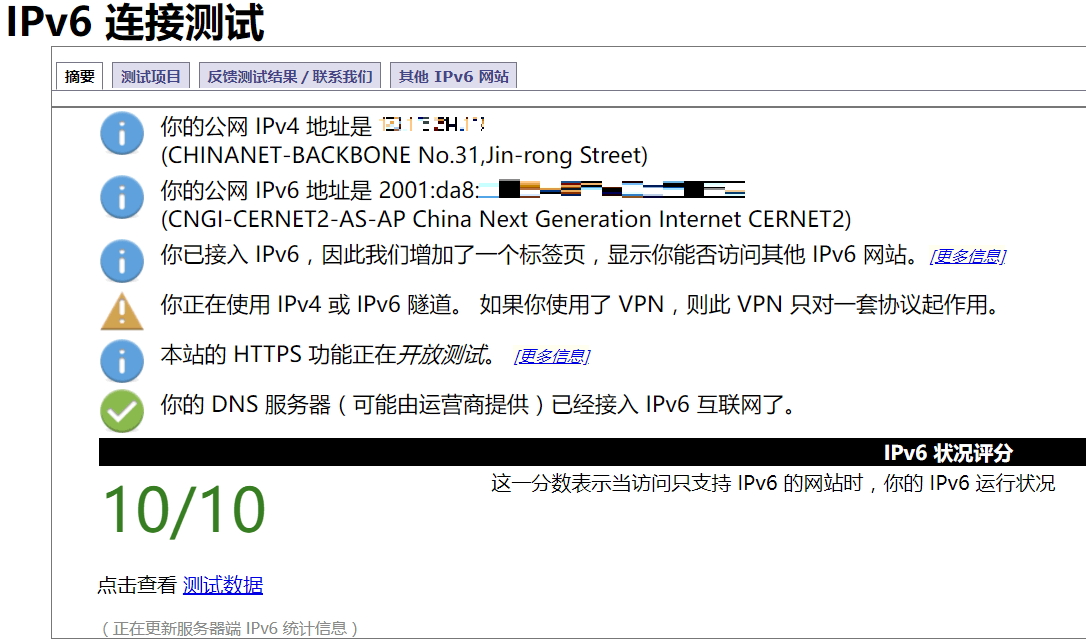 IPv6 连接测试
摘要 测试项目 反馈测试结果 / 联系我们 其他 IPv6 网站
你的公网 IPv4 地址是
(CHINANET-BACKBONE No.31,Jin-rong Street)
你的公网 IPv6 地址是 2001:da8:
(CNGI-CERNET2-AS-AP China Next Generation Internet CERNET2)
你已接入 IPv6，因此我们增加了一个标签页，显示你能否访问其他 IPv6 网站。 [更多信息]
你正在使用 IPv4 或 IPv6 隧道。 如果你使用了 VPN，则此 VPN 只对一套协议起作用。
本站的 HTTPS 功能正在开放测试。 [更多信息]
你的 DNS 服务器（可能由运营商提供）已经接入 IPv6 互联网了。
IPv6 状况评分
10/10
这一分数表示当访问只支持 IPv6 的网站时，你的 IPv6 运行状况
点击查看 测试数据
（正在更新服务器端 IPv6 统计信息）